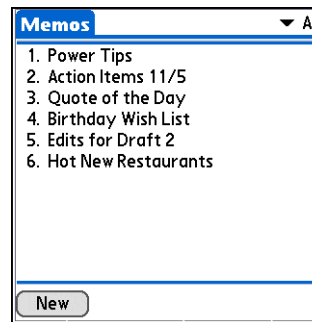 Memos
A
1. Power Tips
2. Action Items 11/5
3. Quote of the Day
4. Birthday Wish List
5. Edits for Draft 2
6. Hot New Restaurants
New